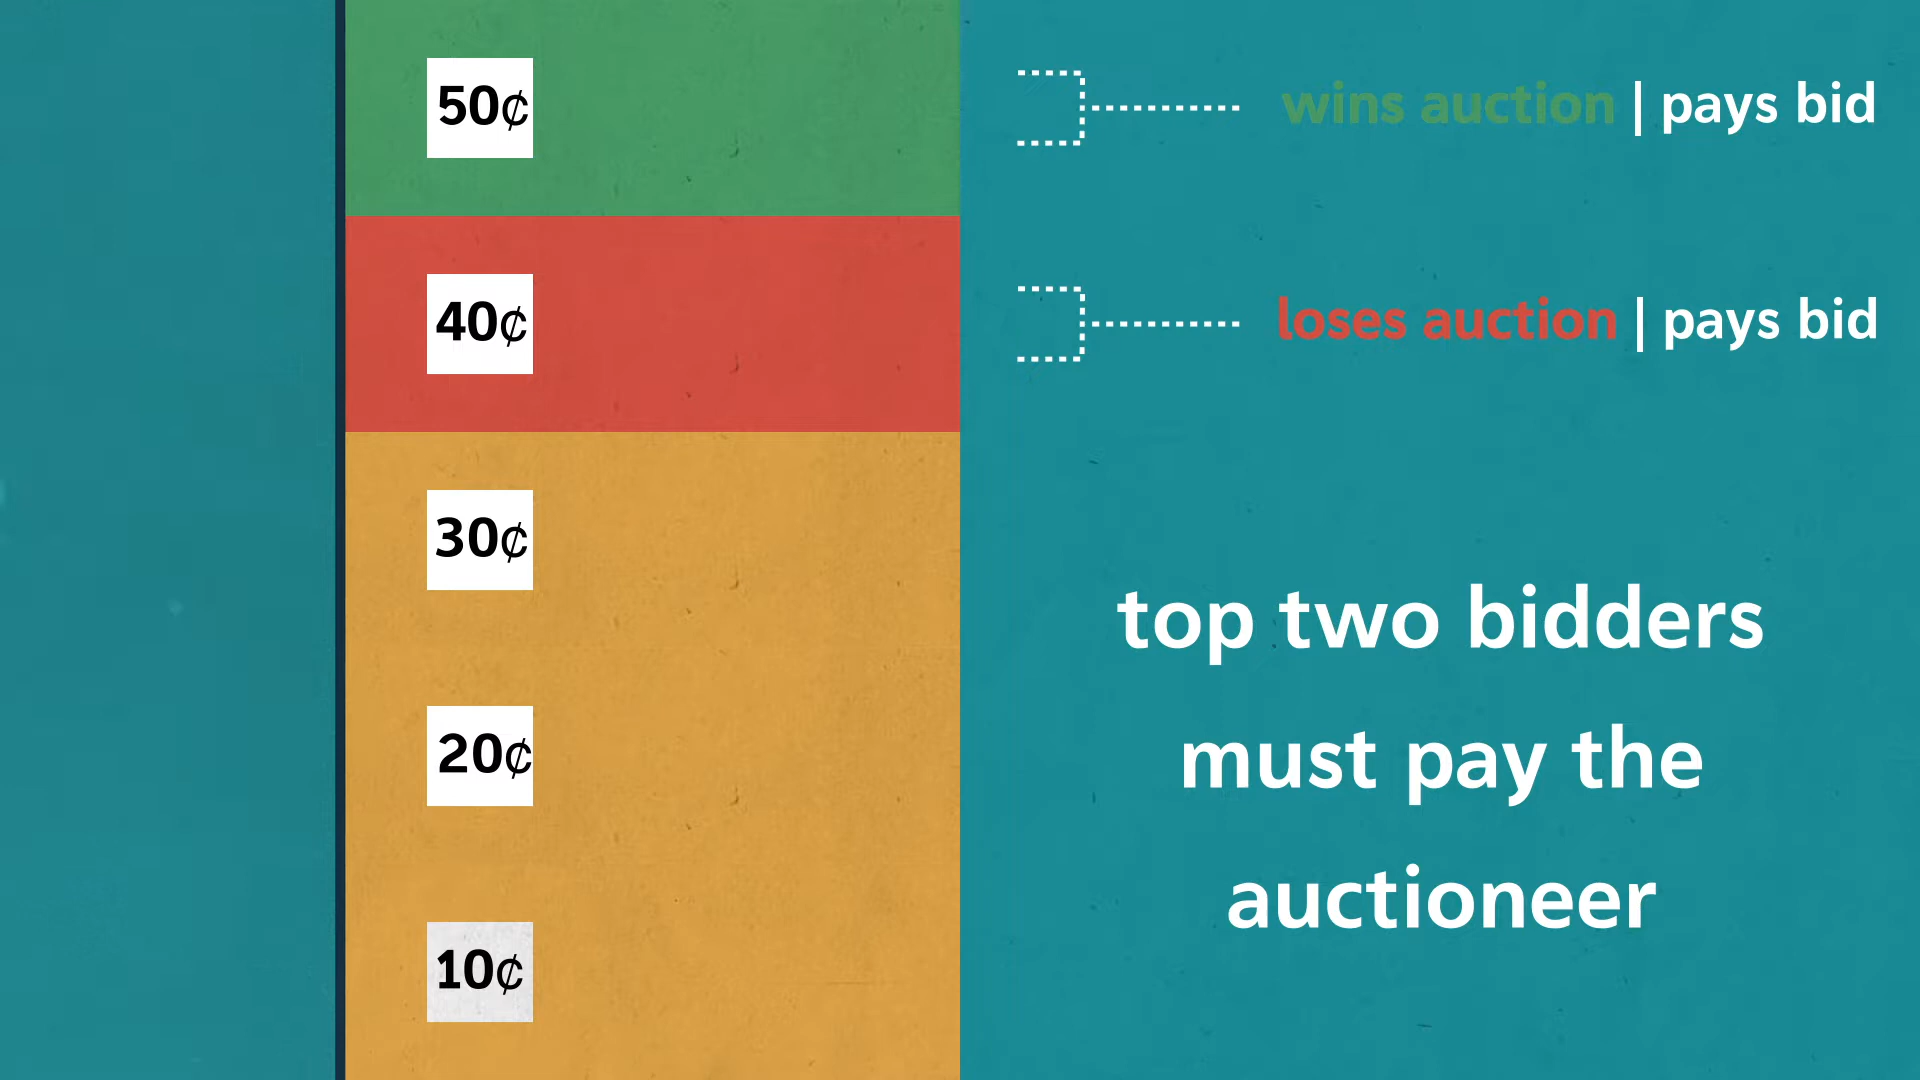 50¢
wins auction | pays bid
40¢
loses auction | pays bid
30¢
20¢
10¢
top two bidders
must pay the
auctioneer